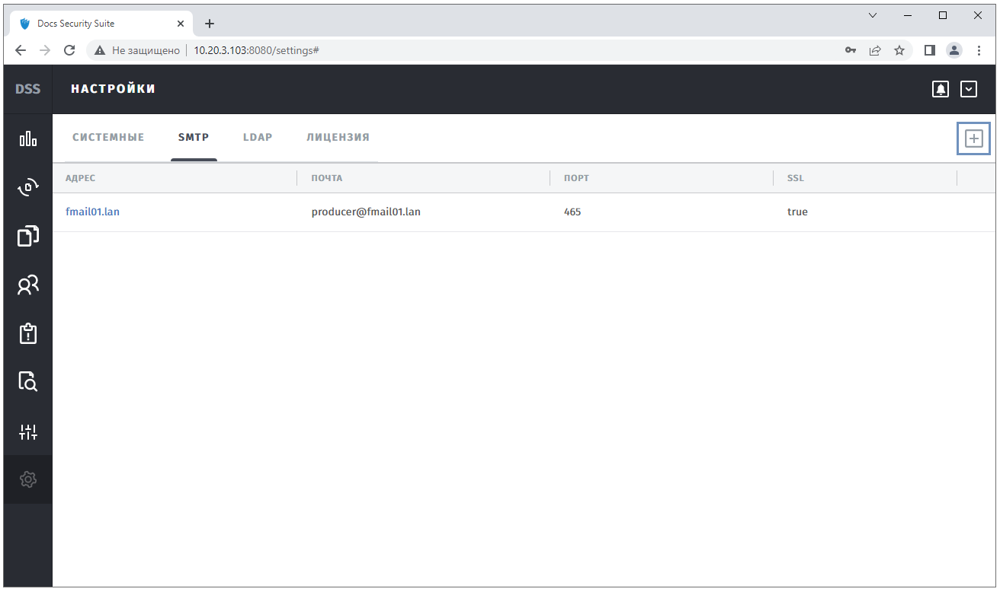 Docs Security Suite
Не защищено 10.20.3.103:8080/settings#
DSS НАСТРОЙКИ
СИСТЕМНЫЕ SMTP LDAP ЛИЦЕНЗИЯ
АДРЕС ПОЧТА ПОРТ SSL
fmail01.lan producer@fmail01.lan 465 true